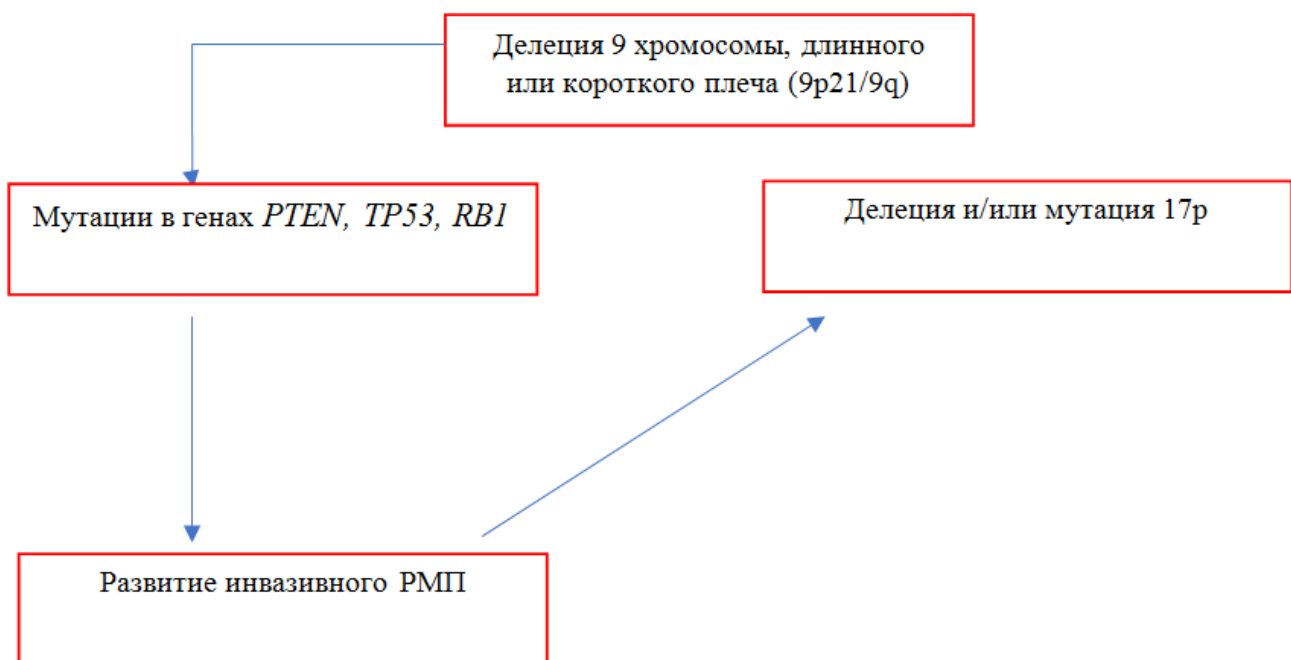 Делеция 9 хромосомы, длинного
или короткого плеча (9p21/9q)
Мутации в генах PTEN, TP53, RB1
Делеция и/или мутация 17p
Развитие инвазивного РМП